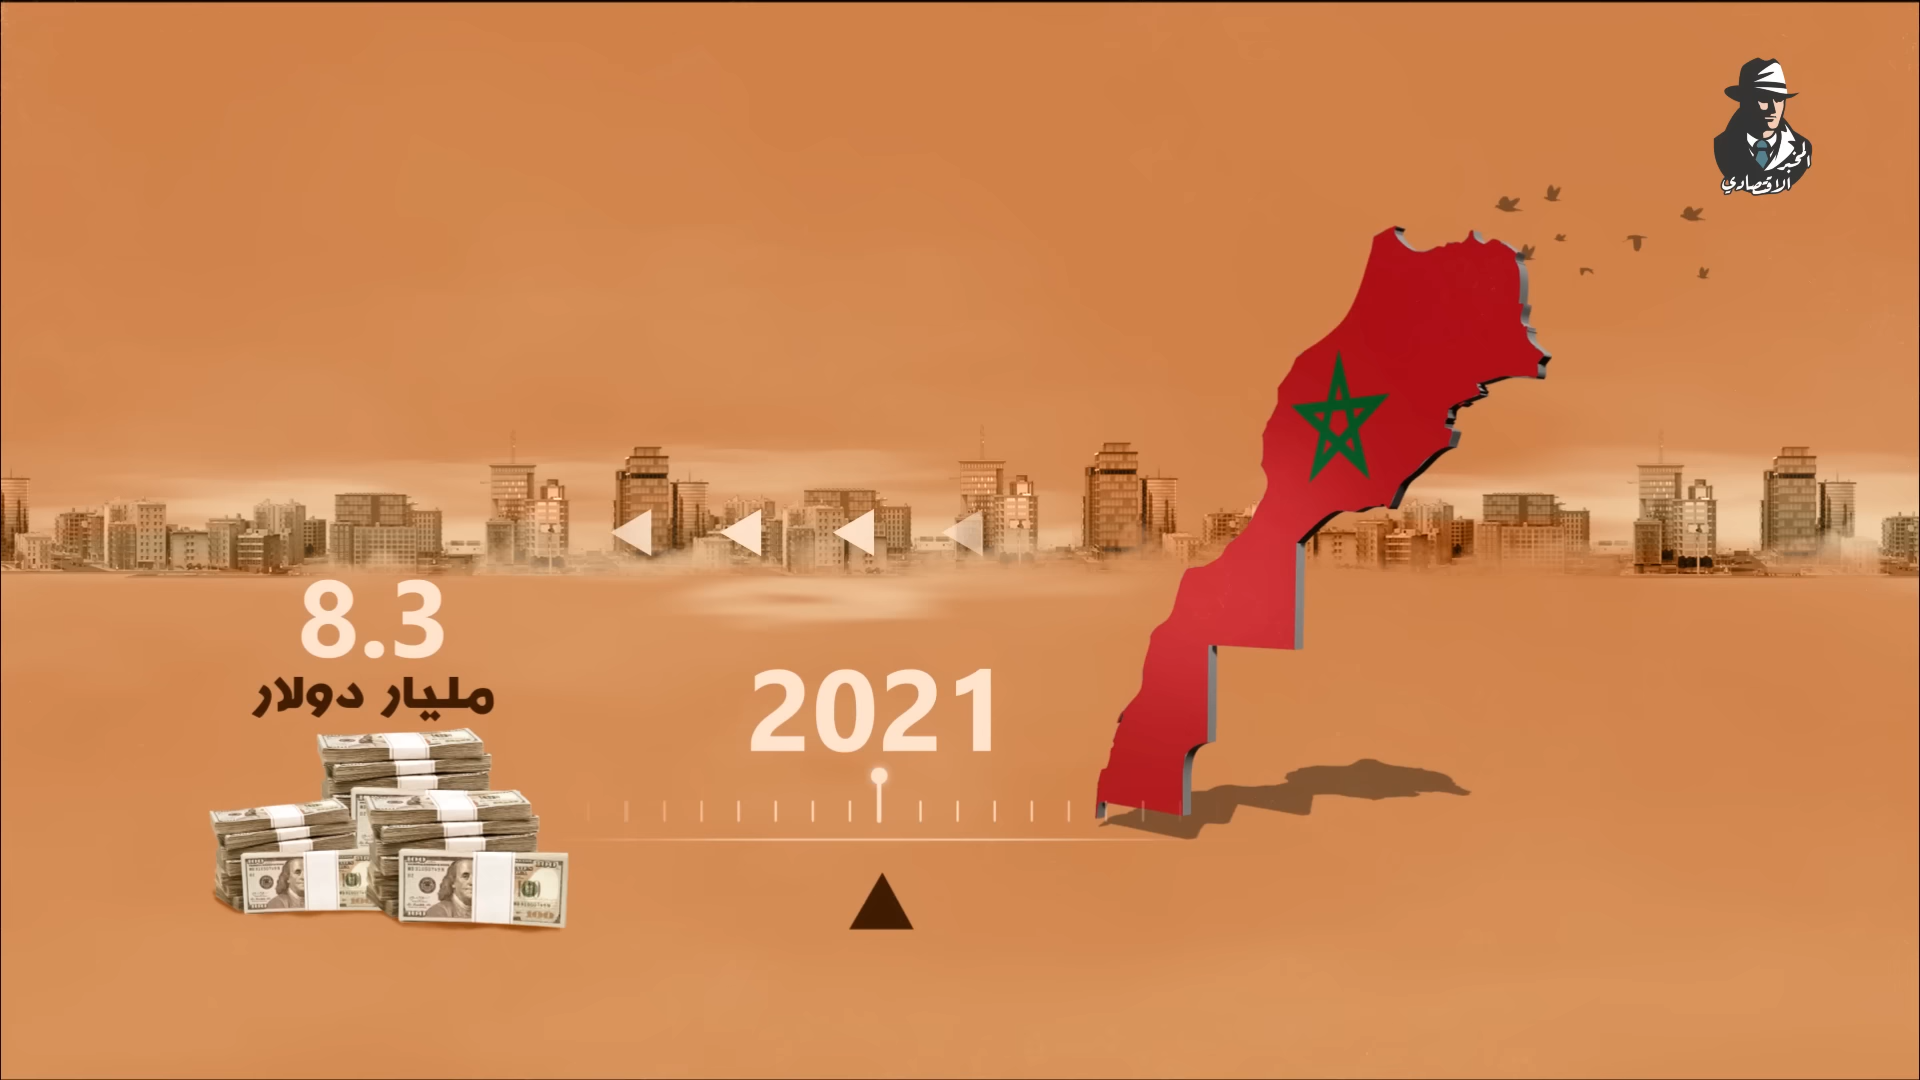 المخبر
الاقتصادي
8.3
مليار دولار
2021